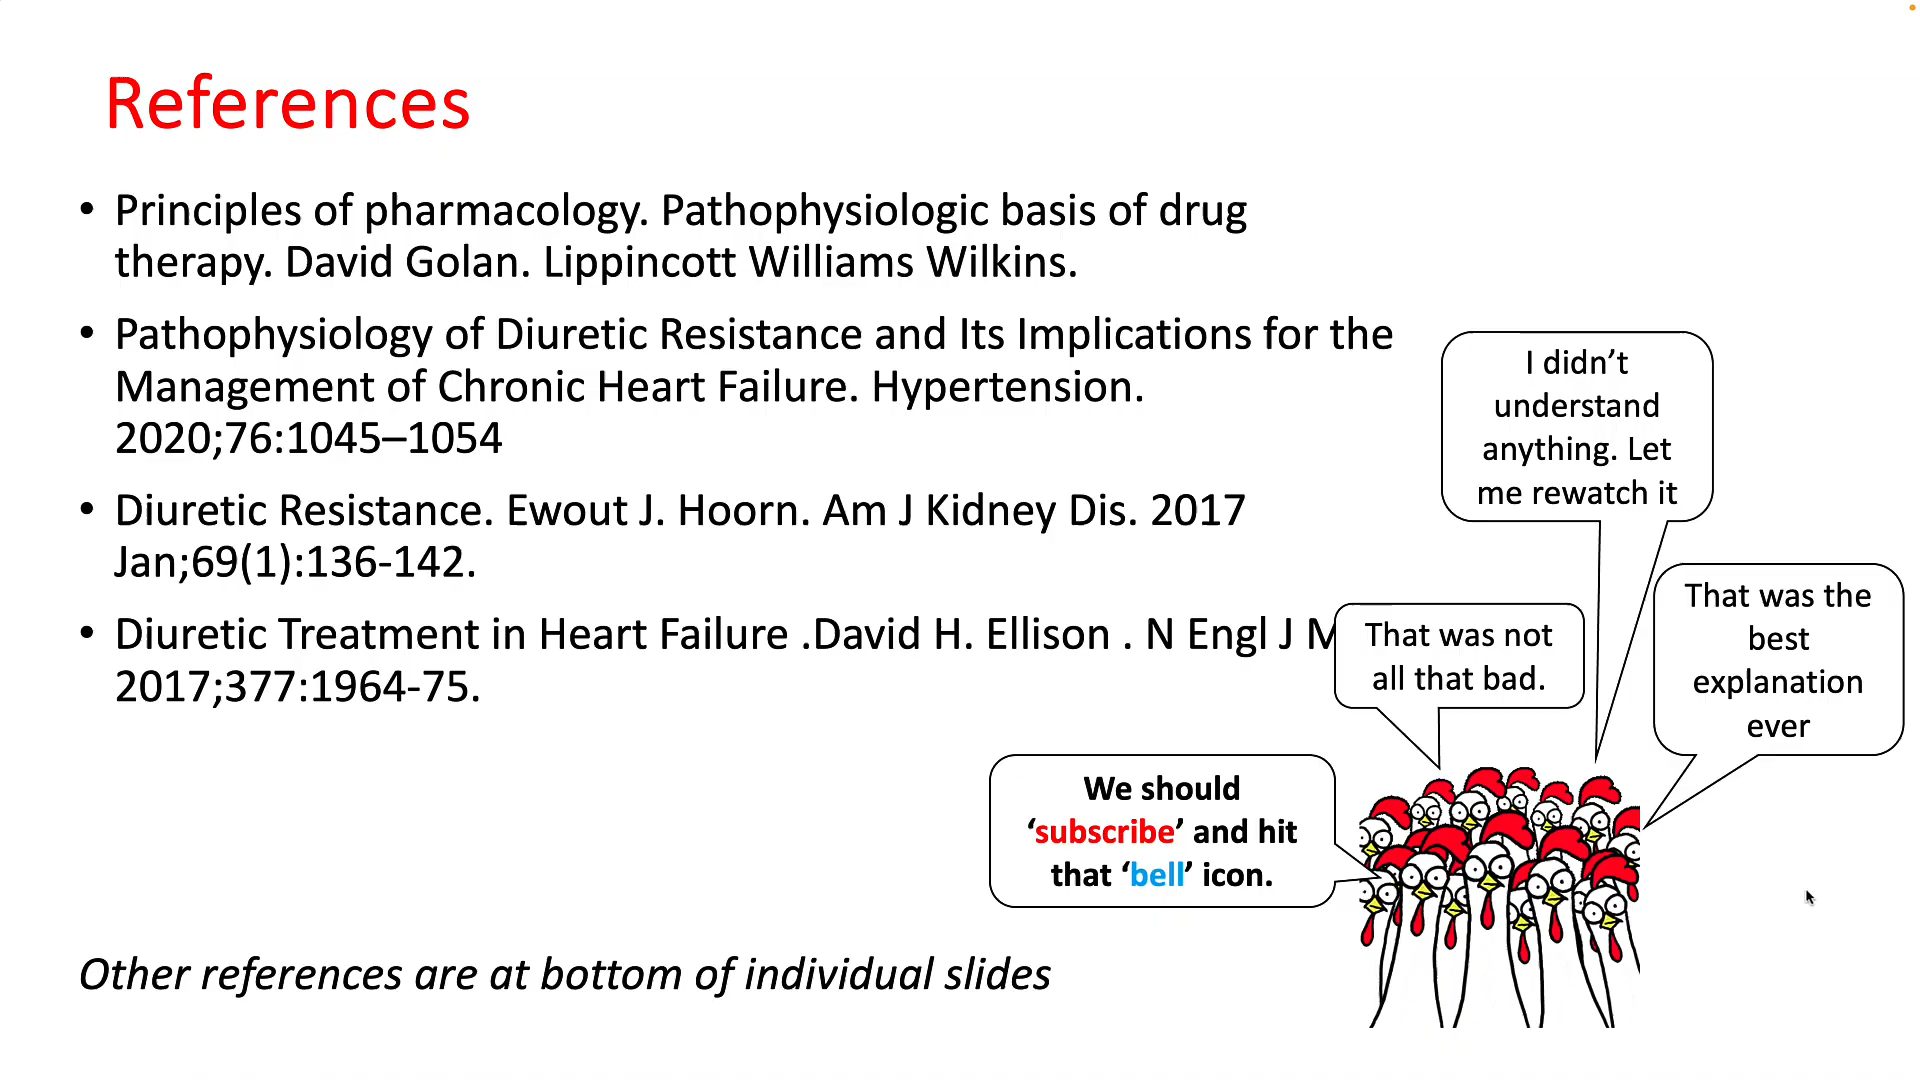 References
• Principles of pharmacology. Pathophysiologic basis of drug
therapy. David Golan. Lippincott Williams Wilkins.
• Pathophysiology of Diuretic Resistance and Its Implications for the
Management of Chronic Heart Failure. Hypertension.
2020;76:1045–1054
• Diuretic Resistance. Ewout J. Hoorn. Am J Kidney Dis. 2017
Jan;69(1):136-142.
• Diuretic Treatment in Heart Failure .David H. Ellison . N Engl J
2017;377:1964-75.
I didn’t
understand
anything. Let
me rewatch it
That was not
all that bad.
That was the
best
explanation
ever
We should
‘subscribe’ and hit
that ‘bell’ icon.
Other references are at bottom of individual slides